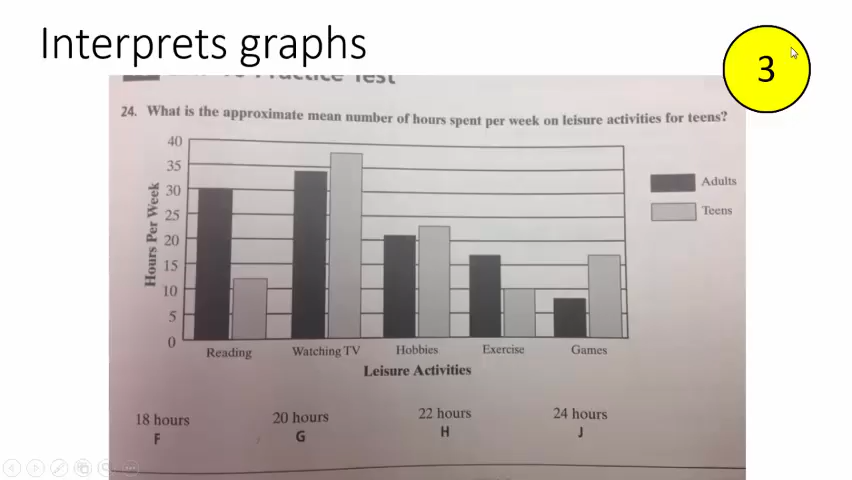 Interprets graphs
3
Practice Test
24. What is the approximate mean number of hours spent per week on leisure activities for teens?
40
35
30
25
20
15
10
5
0
Hours Per Week
Adults
Teens
Reading Watching TV Hobbies Exercise Games
Leisure Activities
18 hours 20 hours 22 hours 24 hours
F G H J